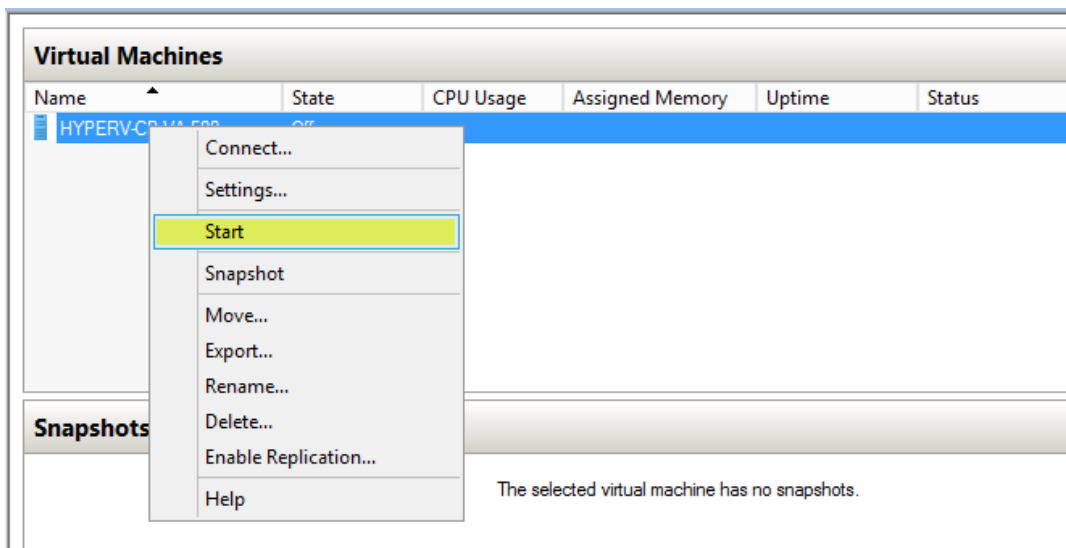 Virtual Machines
Name State CPU Usage Assigned Memory Uptime Status
Off
Connect...
Settings...
Start
Snapshot
Move...
Export...
Rename...
Delete...
Enable Replication...
Help
Snapshots
The selected virtual machine has no snapshots.